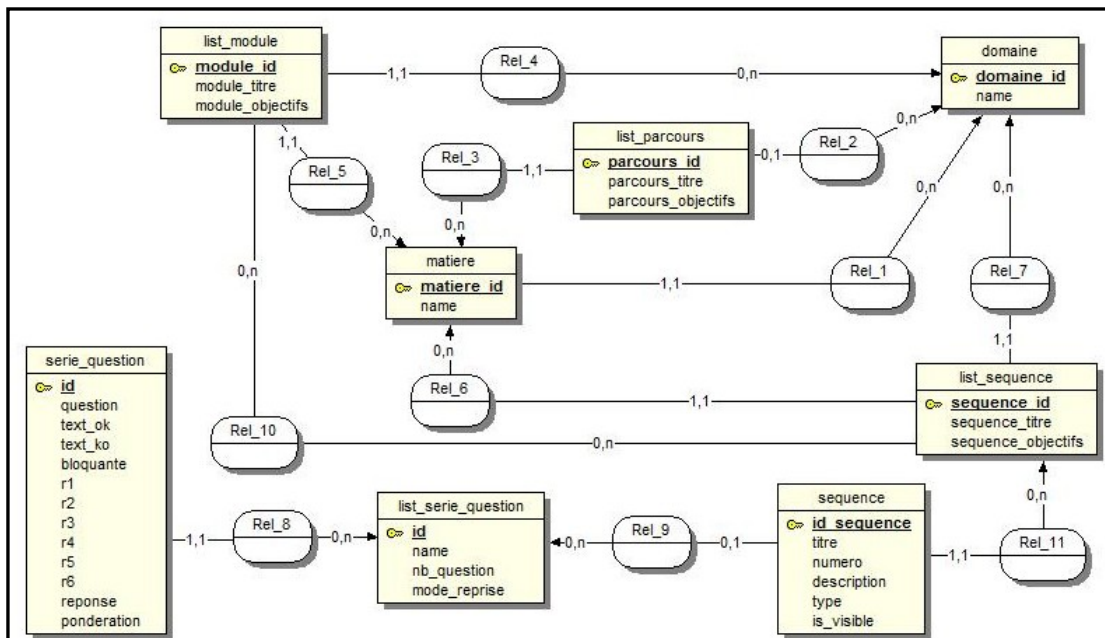 list_module
module_id
module_titre
module_objectifs
1,1
Rel_4
0,n
domaine
domaine_id
name
1,1
Rel_5
0,n
Rel_3
0,n
1,1
list_parcours
parcours_id
parcours_titre
parcours_objectifs
0,1
Rel_2
0,n
matiere
matiere_id
name
1,1
Rel_1
0,n
0,n
Rel_7
1,1
0,n
Rel_10
0,n
0,n
Rel_6
1,1
list_sequence
sequence_id
sequence_titre
sequence_objectifs
serie_question
id
question
text_ok
text_ko
bloquante
r1
r2
r3
r4
r5
r6
reponse
ponderation
1,1
Rel_8
0,n
list_serie_question
id
name
nb_question
mode_reprise
0,n
Rel_9
0,1
sequence
id_sequence
titre
numero
description
type
is_visible
1,1
Rel_11
0,n